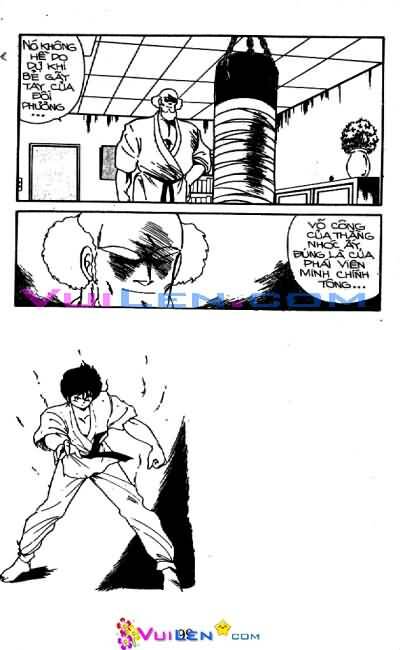 NÓ KHÔNG
HỀ DO
DỰ KHI
BẺ GÃY
TAY CỦA
ĐỐI
PHƯƠNG
...
VÕ CÔNG
CỦA THẰNG
NHÓC ẤY
ĐÚNG LÀ CỦA
PHÁI VIÊN
MINH CHÍNH
TÔNG...
VUILEN.COM
VUILEN.COM